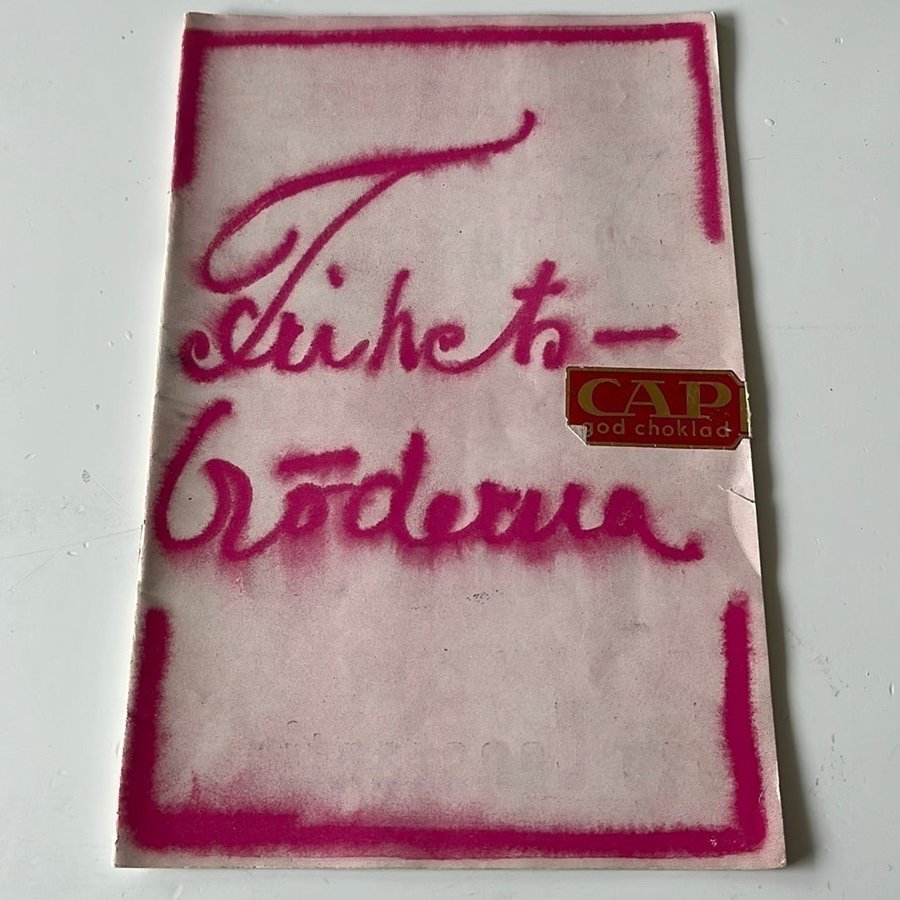 Frihets-
bröderna
CAP
god choklad